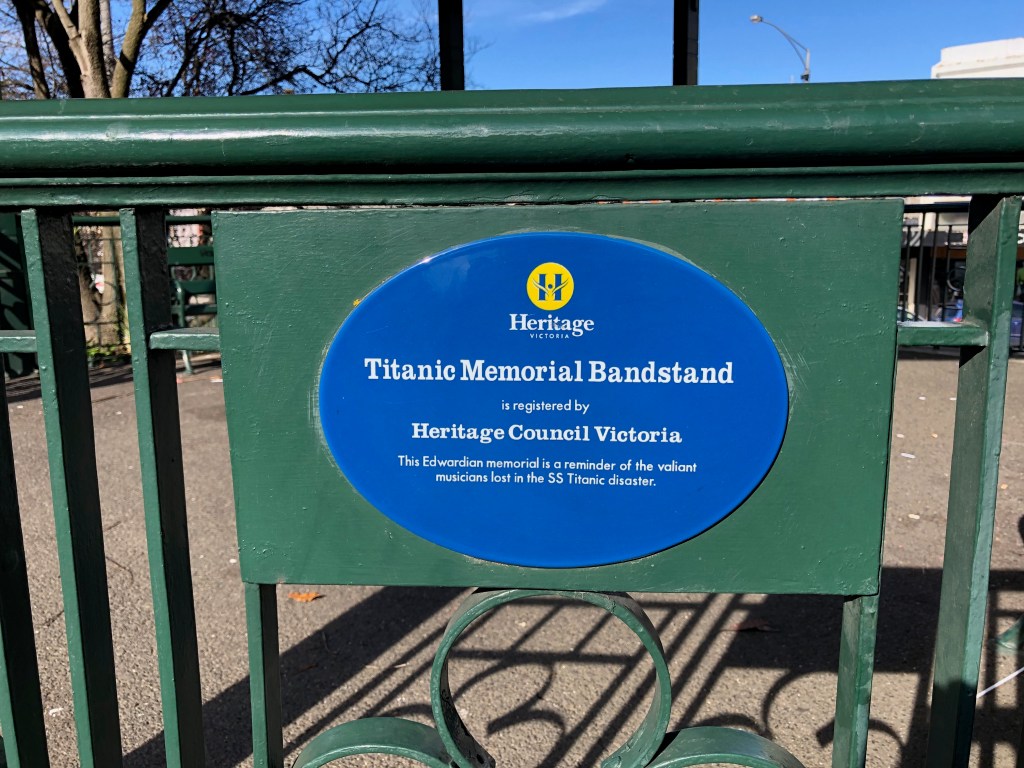 H
Heritage
VICTORIA
Titanic Memorial Bandstand
is registered by
Heritage Council Victoria
This Edwardian memorial is a reminder of the valiant
musicians lost in the SS Titanic disaster.